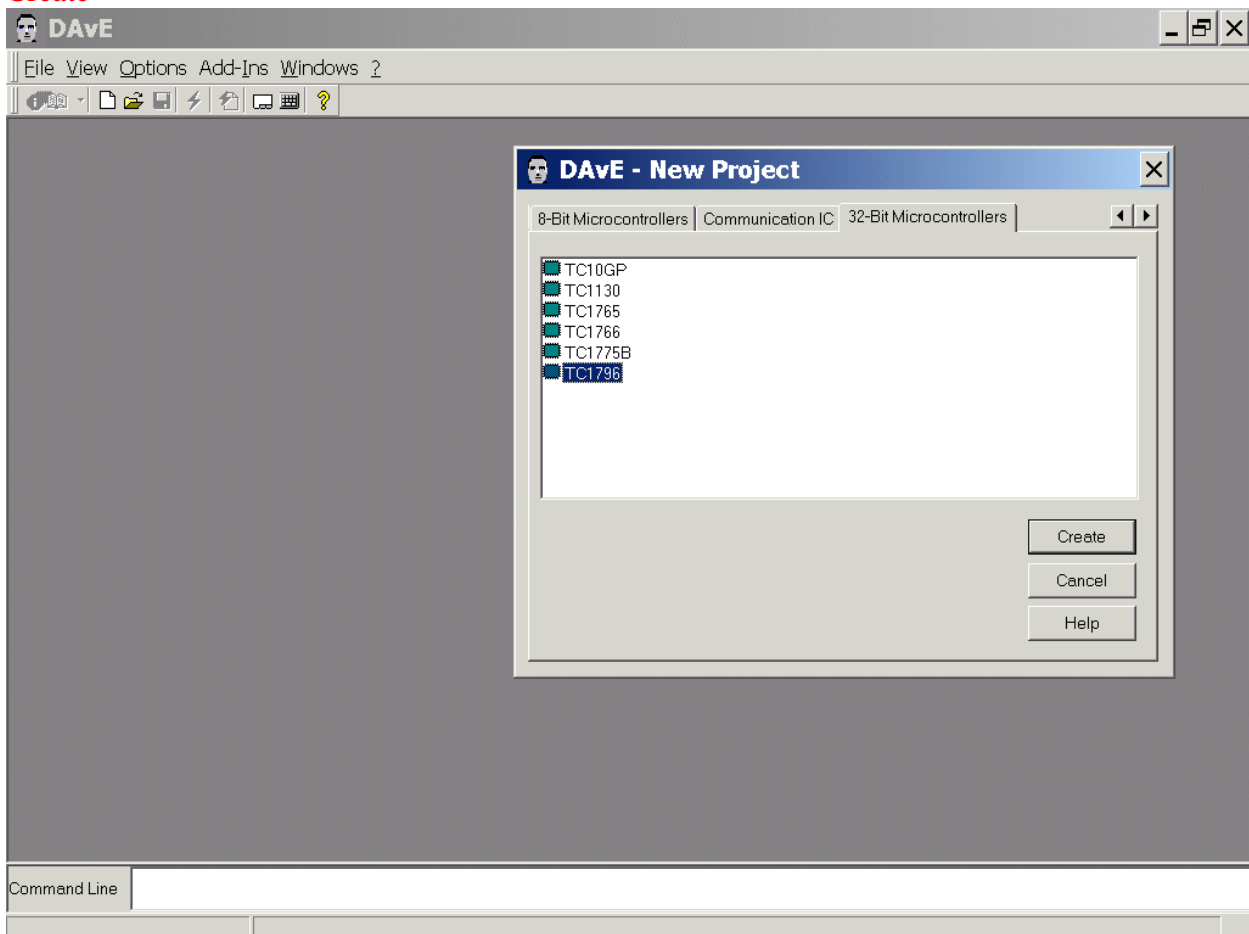 DAvE
File View Options Add-Ins Windows ?
DAvE - New Project
8-Bit Microcontrollers Communication IC 32-Bit Microcontrollers
TC10GP
TC1130
TC1765
TC1766
TC1775B
TC1796
Create
Cancel
Help
Command Line